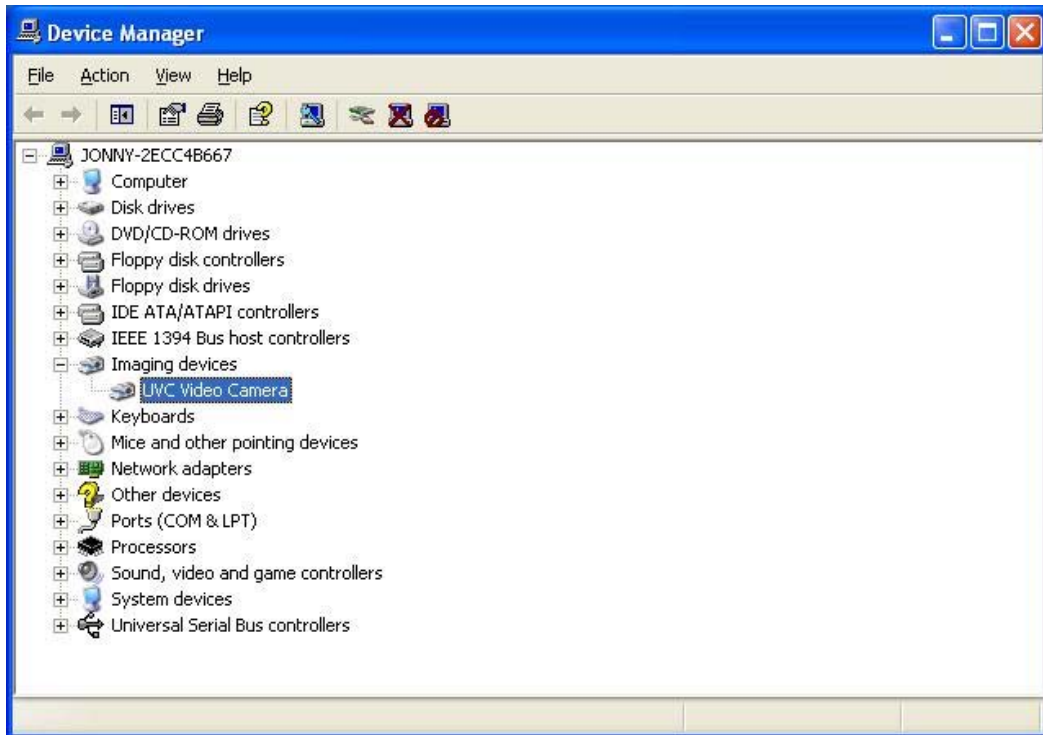 Device Manager
File Action View Help
JONNY-2ECC4B667
Computer
Disk drives
DVD/CD-ROM drives
Floppy disk controllers
Floppy disk drives
IDE ATA/ATAPI controllers
IEEE 1394 Bus host controllers
Imaging devices
UVC Video Camera
Keyboards
Mice and other pointing devices
Network adapters
Other devices
Ports (COM & LPT)
Processors
Sound, video and game controllers
System devices
Universal Serial Bus controllers